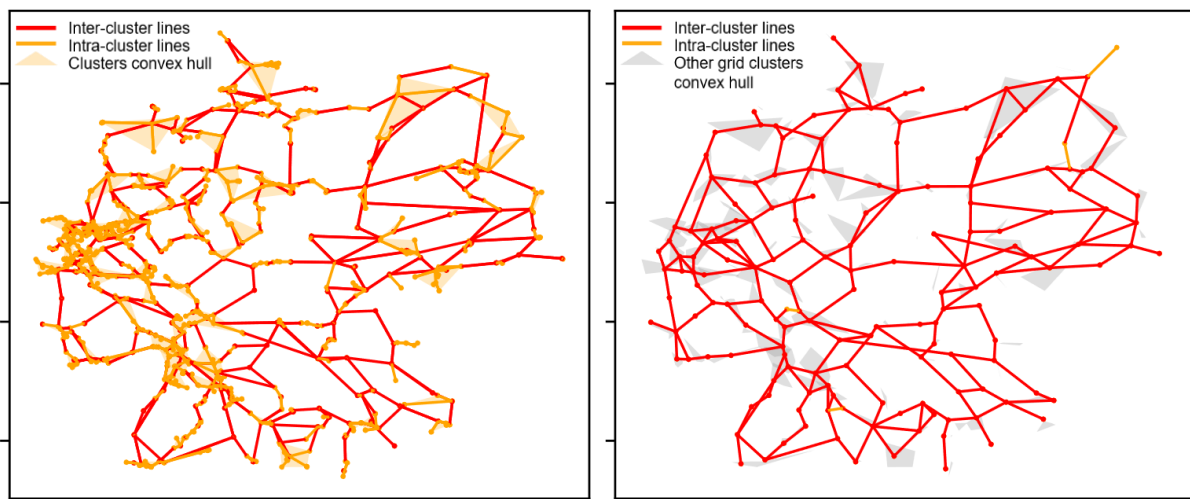 Inter-cluster lines
Intra-cluster lines
Clusters convex hull
Inter-cluster lines
Intra-cluster lines
Other grid clusters
convex hull